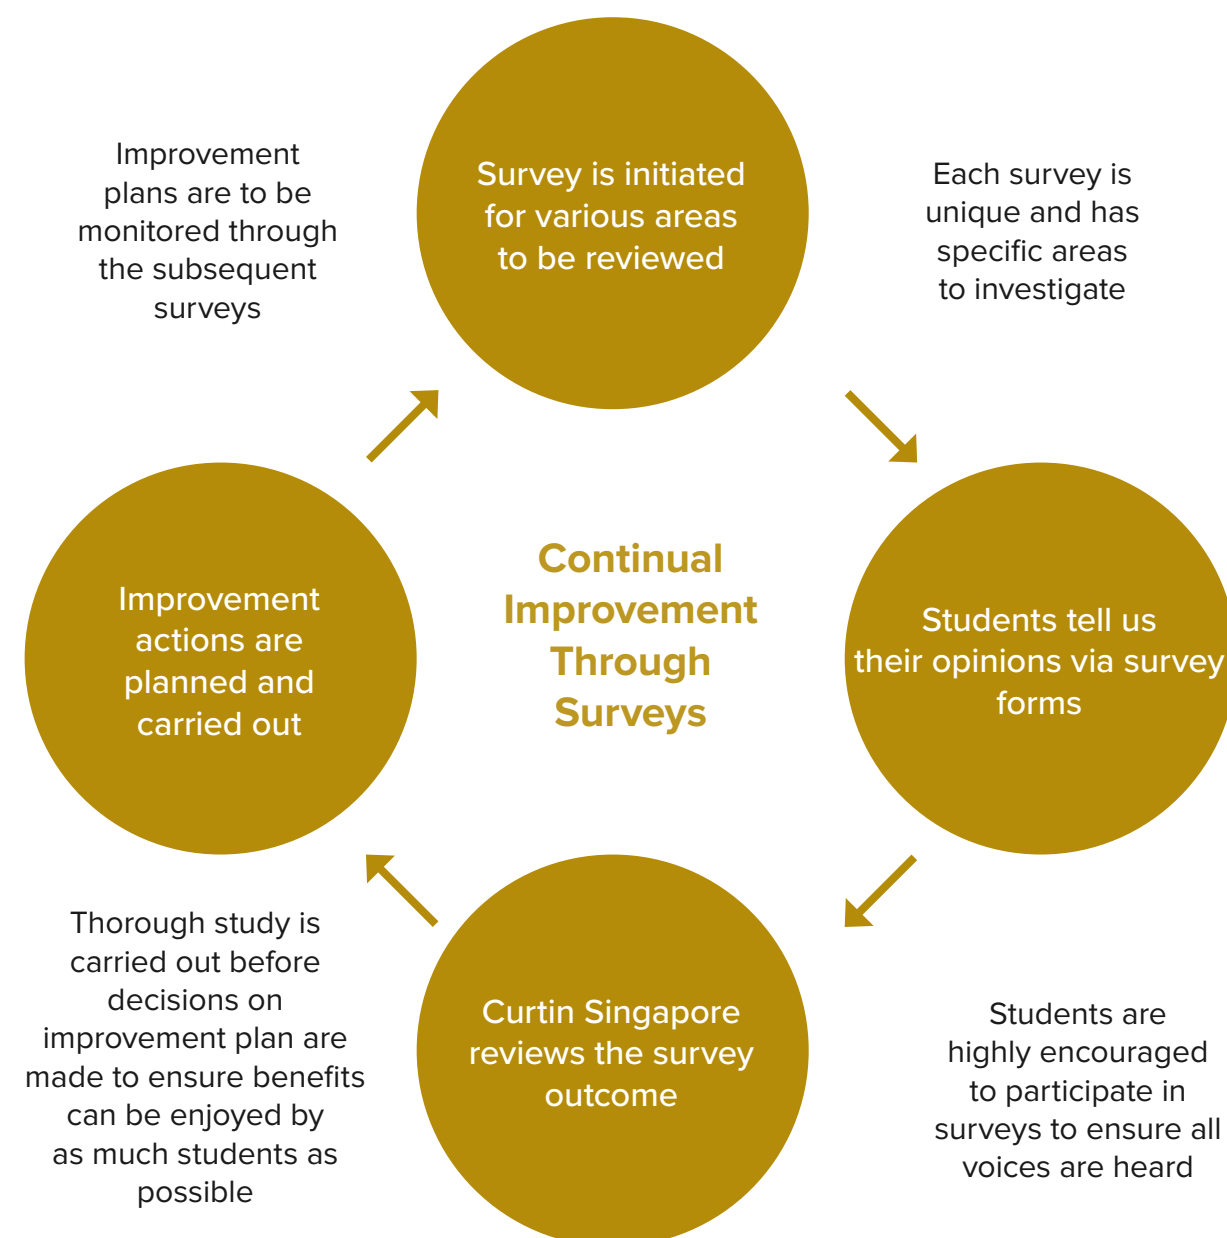 Survey is initiated
for various areas
to be reviewed
Each survey is
unique and has
specific areas
to investigate
Students tell us
their opinions via survey
forms
Students are
highly encouraged
to participate in
surveys to ensure all
voices are heard
Curtin Singapore
reviews the survey
outcome
Thorough study is
carried out before
decisions on
improvement plan are
made to ensure benefits
can be enjoyed by
as much students as
possible
Improvement
actions are
planned and
carried out
Improvement
plans are to be
monitored through
the subsequent
surveys
Continual
Improvement
Through
Surveys